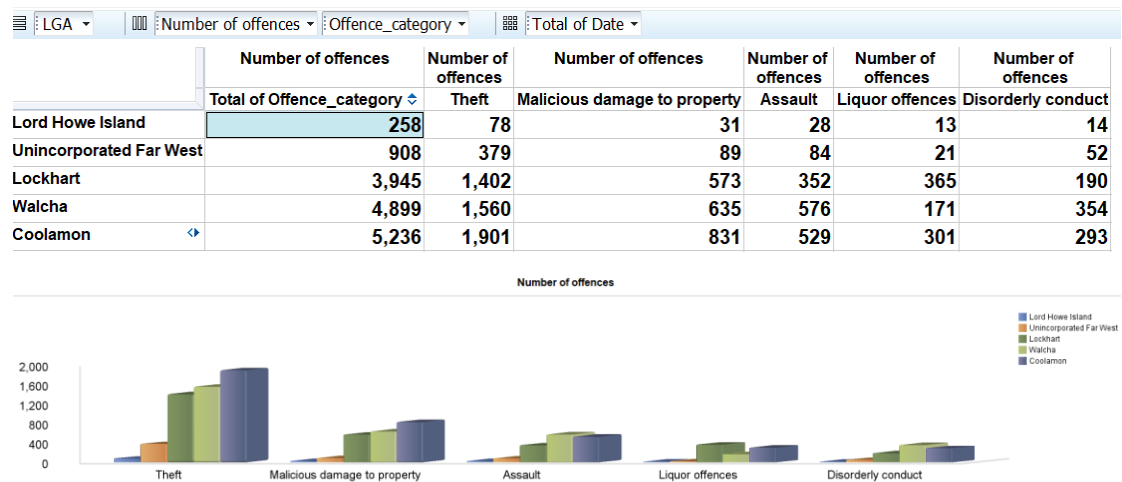 LGA Number of offences Offence_category Total of Date
Number of offences Number of offences Number of offences Number of offences Number of offences Number of offences
Total of Offence_category Theft Malicious damage to property Assault Liquor offences Disorderly conduct
Lord Howe Island 258 78 31 28 13 14
Unincorporated Far West 908 379 89 84 21 52
Lockhart 3,945 1,402 573 352 365 190
Walcha 4,899 1,560 635 576 171 354
Coolamon 5,236 1,901 831 529 301 293
Number of offences
Lord Howe Island
Unincorporated Far West
Lockhart
Walcha
Coolamon
2,000
1,600
1,200
800
400
0
Theft Malicious damage to property Assault Liquor offences Disorderly conduct